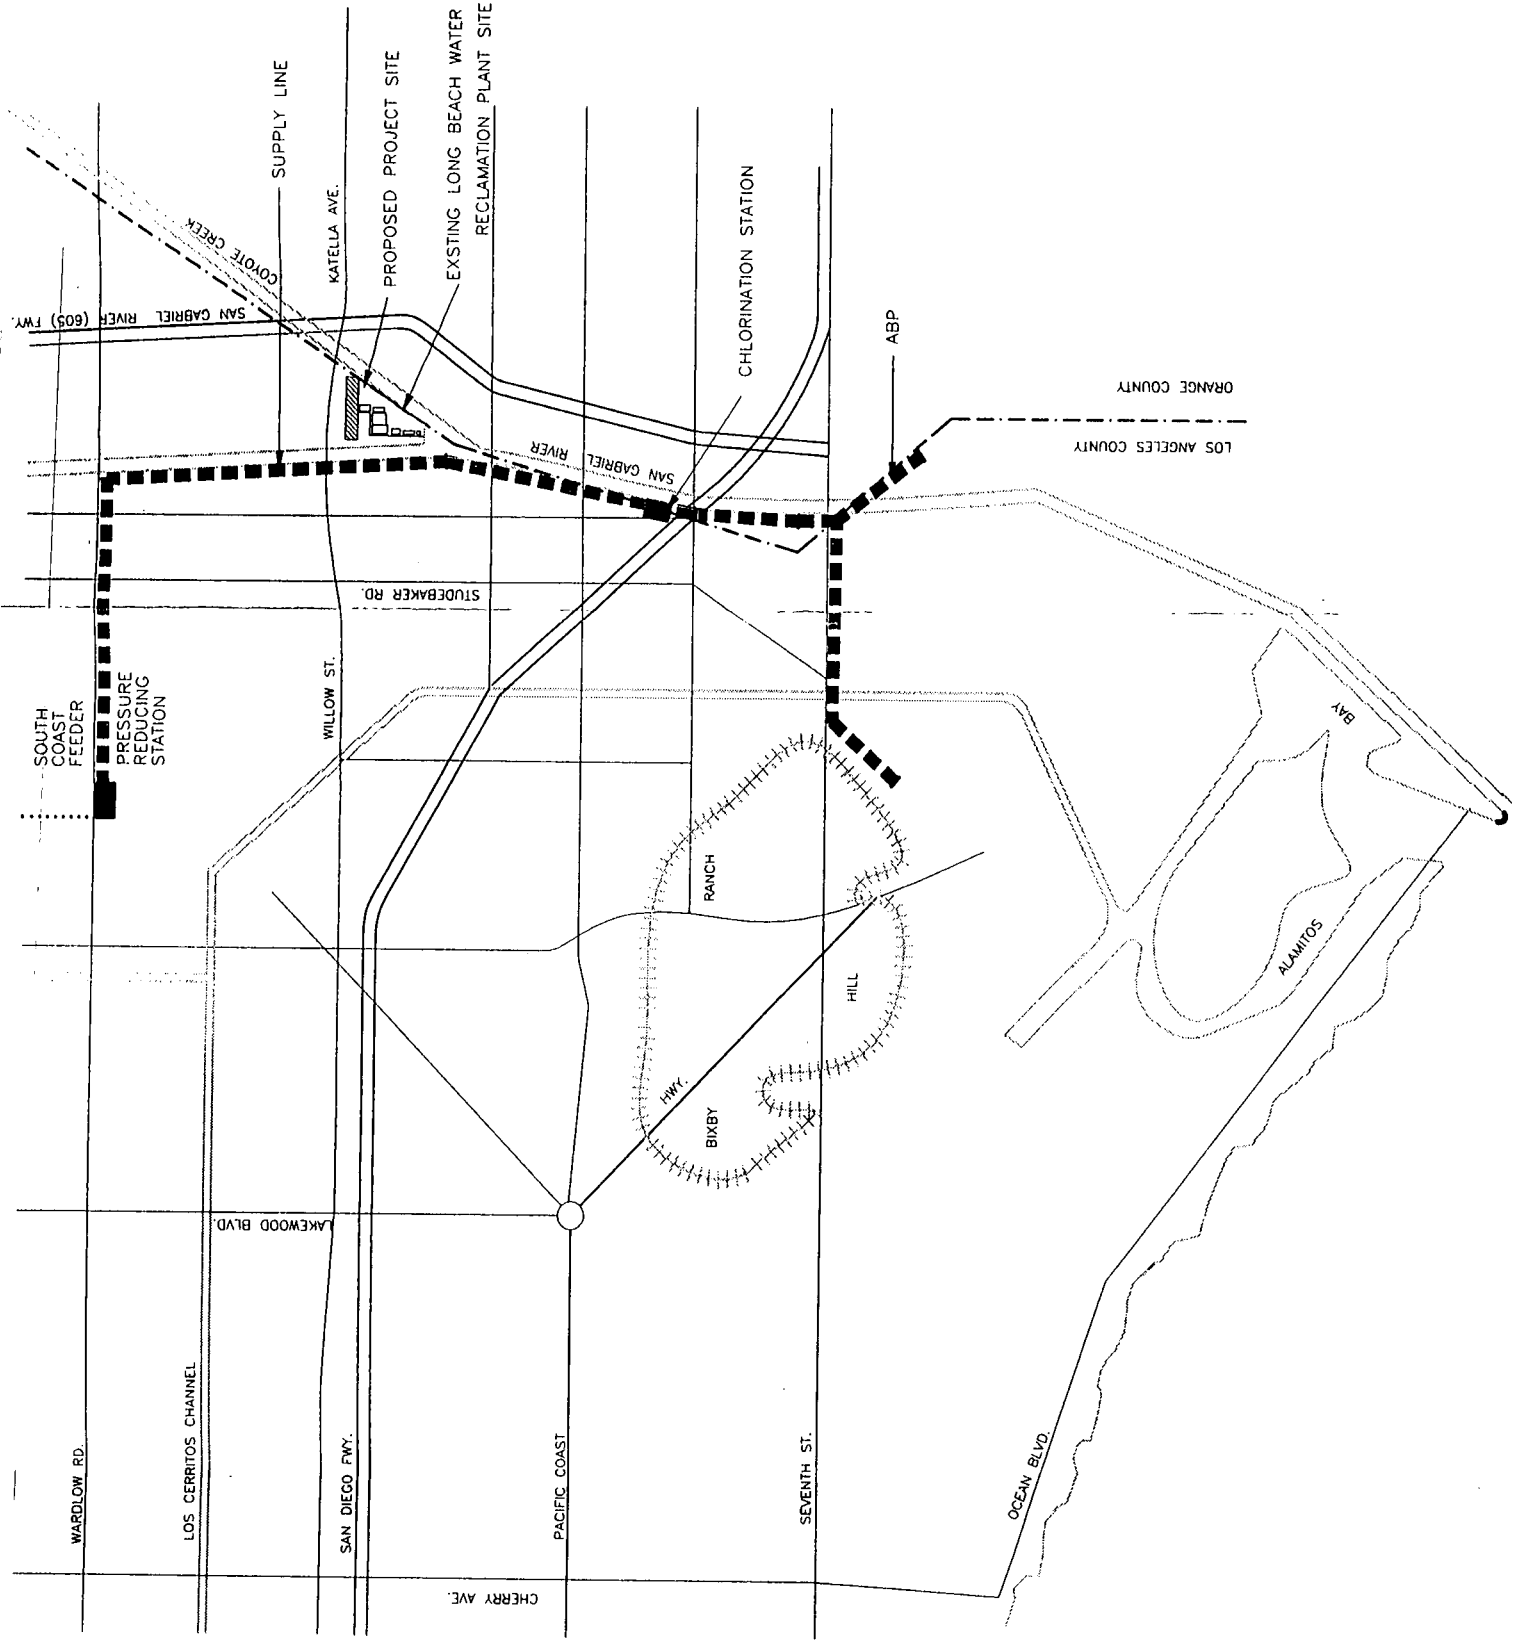 SOUTH
COAST
FEEDER
PRESSURE
REDUCING
STATION
SUPPLY LINE
KATELLA AVE.
PROPOSED PROJECT SITE
EXSTING LONG BEACH WATER
RECLAMATION PLANT SITE
COYOTE CREEK
SAN GABRIEL RIVER (605) FWY.
CHLORINATION STATION
ABP
ORANGE COUNTY
LOS ANGELES COUNTY
SAN GABRIEL RIVER
STUDEBAKER RD.
WILLOW ST.
RANCH
HILL
HWY.
BIXBY
BAY
ALAMITOS
LAKEWOOD BLVD.
WARDLOW RD.
LOS CERRITOS CHANNEL
SAN DIEGO FWY.
PACIFIC COAST
SEVENTH ST.
OCEAN BLVD.
CHERRY AVE.